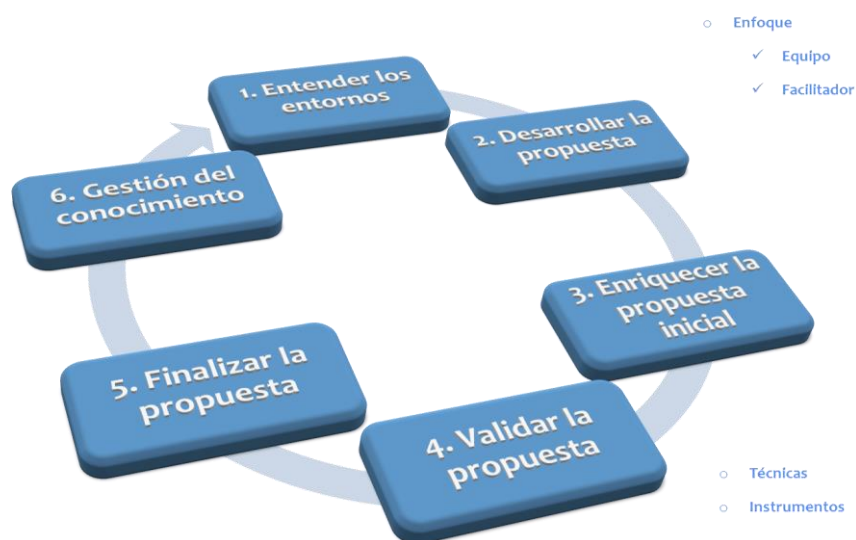 Enfoque
Equipo
Facilitador
1. Entender los
entornos
2. Desarrollar la
propuesta
3. Enriquecer la
propuesta
inicial
4. Validar la
propuesta
5. Finalizar la
propuesta
6. Gestión del
conocimiento
Técnicas
Instrumentos